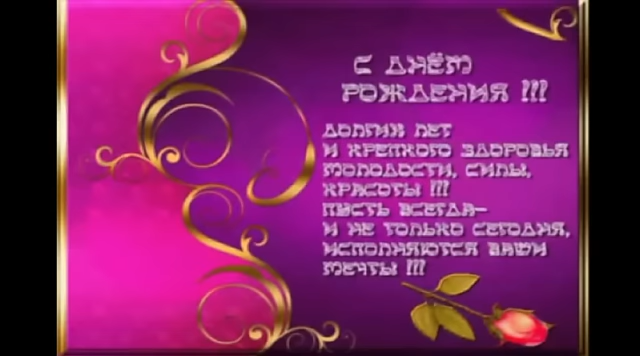 С ДНЁМ
РОЖДЕНИЯ !!!
ДОЛГИХ ЛЕТ
И КРЕПКОГО ЗДОРОВЬЯ
МОЛОДОСТИ, СИЛЫ,
КРАСОТЫ !!!
ПУСТЬ ВСЕГДА–
И НЕ ТОЛЬКО СЕГОДНЯ,
ИСПОЛНЯЮТСЯ ВАШИ
МЕЧТЫ !!!